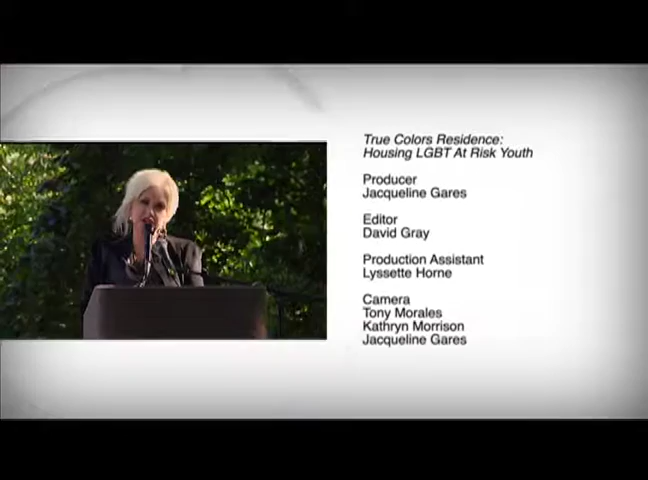 True Colors Residence:
Housing LGBT At Risk Youth
Producer
Jacqueline Gares
Editor
David Gray
Production Assistant
Lyssette Horne
Camera
Tony Morales
Kathryn Morrison
Jacqueline Gares